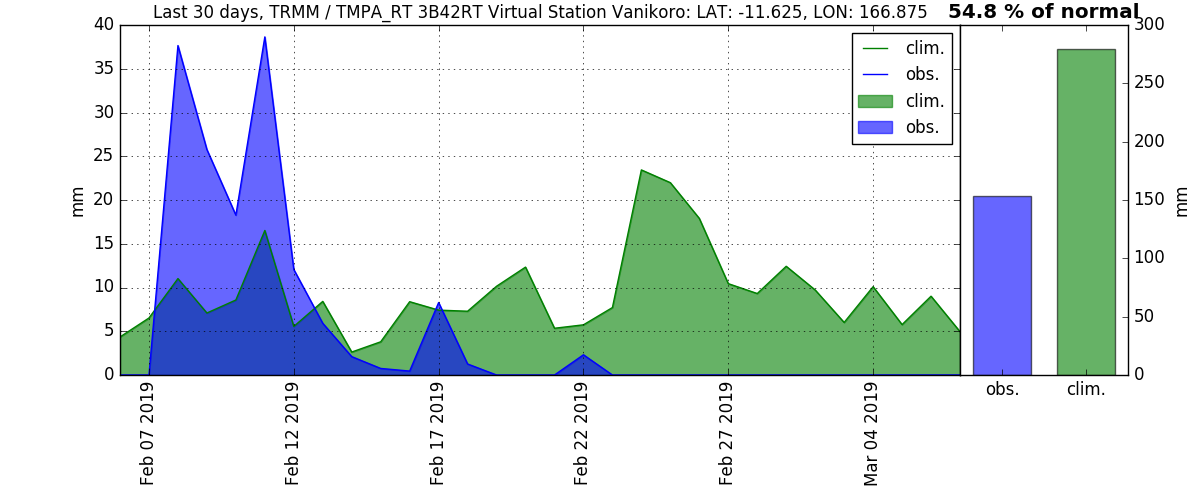 Last 30 days, TRMM / TMPA_RT 3B42RT Virtual Station Vanikoro: LAT: -11.625, LON: 166.875
54.8 % of normal
40
35
30
25
20
15
10
5
0
mm
clim.
obs.
clim.
obs.
Feb 07 2019
Feb 12 2019
Feb 17 2019
Feb 22 2019
Feb 27 2019
Mar 04 2019
300
250
200
150
100
50
0
mm
obs.
clim.